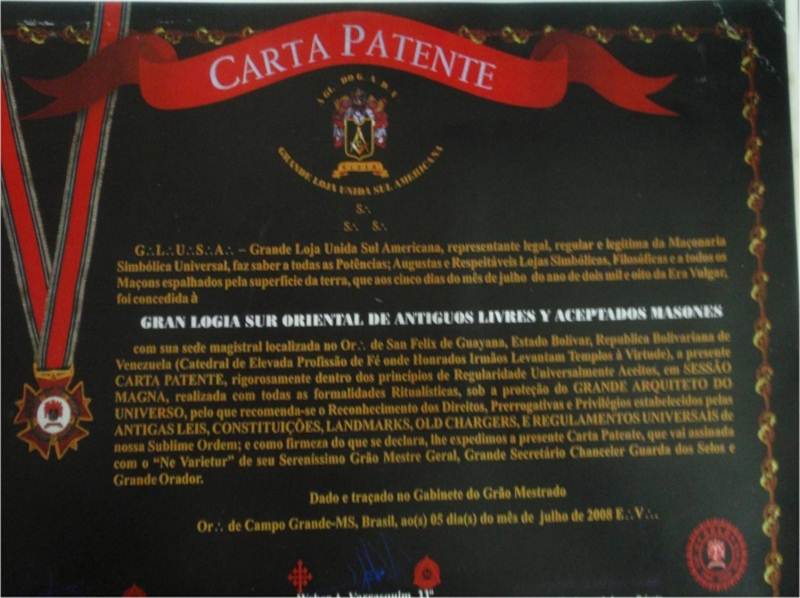 CARTA PATENTE
A GL. DO G. A. D. U.
GRANDE LOJA UNIDA SUL AMERICANA
S∴
S∴ S∴
G∴L∴U∴S∴A∴ – Grande Loja Unida Sul Americana, representante legal, regular e legítima da Maçonaria
Simbólica Universal, faz saber a todas as Potências; Augustas e Respeitáveis Lojas Simbólicas, Filosóficas e a todos os
Maçons espalhados pela superfície da terra, que aos cinco dias do mês de julho do ano de dois mil e oito da Era Vulgar,
foi concedida à
GRAN LOGIA SUR ORIENTAL DE ANTIGUOS LIVRES Y ACEPTADOS MASONES
com sua sede magistral localizada no Or∴ de San Felix de Guayana, Estado Bolivar, Republica Bolivariana de
Venezuela (Catedral de Elevada Profissão de Fé onde Honrados Irmãos Levantam Templos à Virtude), a presente
CARTA PATENTE, rigorosamente dentro dos princípios de Regularidade Universalmente Aceitos, em SESSÃO
MAGNA, realizada com todas as formalidades Ritualísticas, sob a proteção do GRANDE ARQUITETO DO
UNIVERSO, pelo que recomenda-se o Reconhecimento dos Direitos, Prerrogativas e Privilégios estabelecidos pelas
ANTIGAS LEIS, CONSTITUIÇÕES, LANDMARKS, OLD CHARGERS, E REGULAMENTOS UNIVERSAIS de
nossa Sublime Ordem; e como firmeza do que se declara, lhe expedimos a presente Carta Patente, que vai assinada
com o “Ne Varietur” de seu Sereníssimo Grão Mestre Geral, Grande Secretário Chanceler Guarda dos Selos e
Grande Orador.
Dado e traçado no Gabinete do Grão Mestrado
Or∴ de Campo Grande-MS, Brasil, ao(s) 05 dia(s) do mês de julho de 2008 E∴V∴.
33º